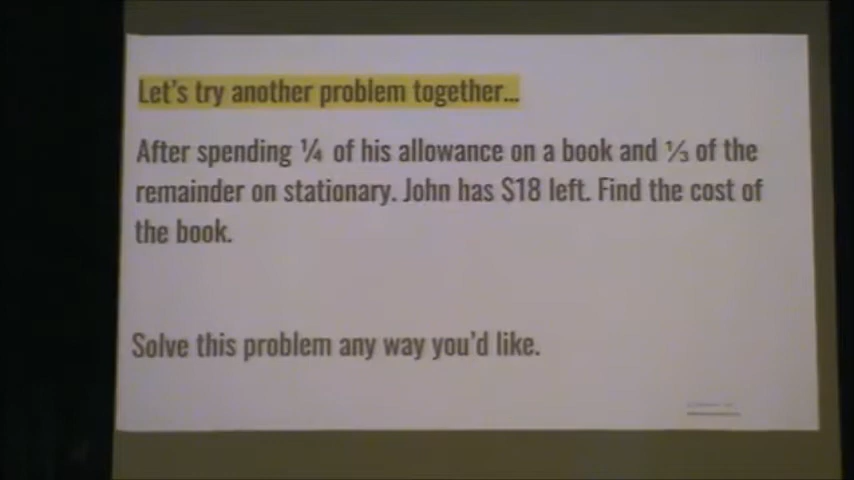 Let's try another problem together...
After spending ¼ of his allowance on a book and ⅓ of the
remainder on stationary. John has $18 left. Find the cost of
the book.
Solve this problem any way you'd like.